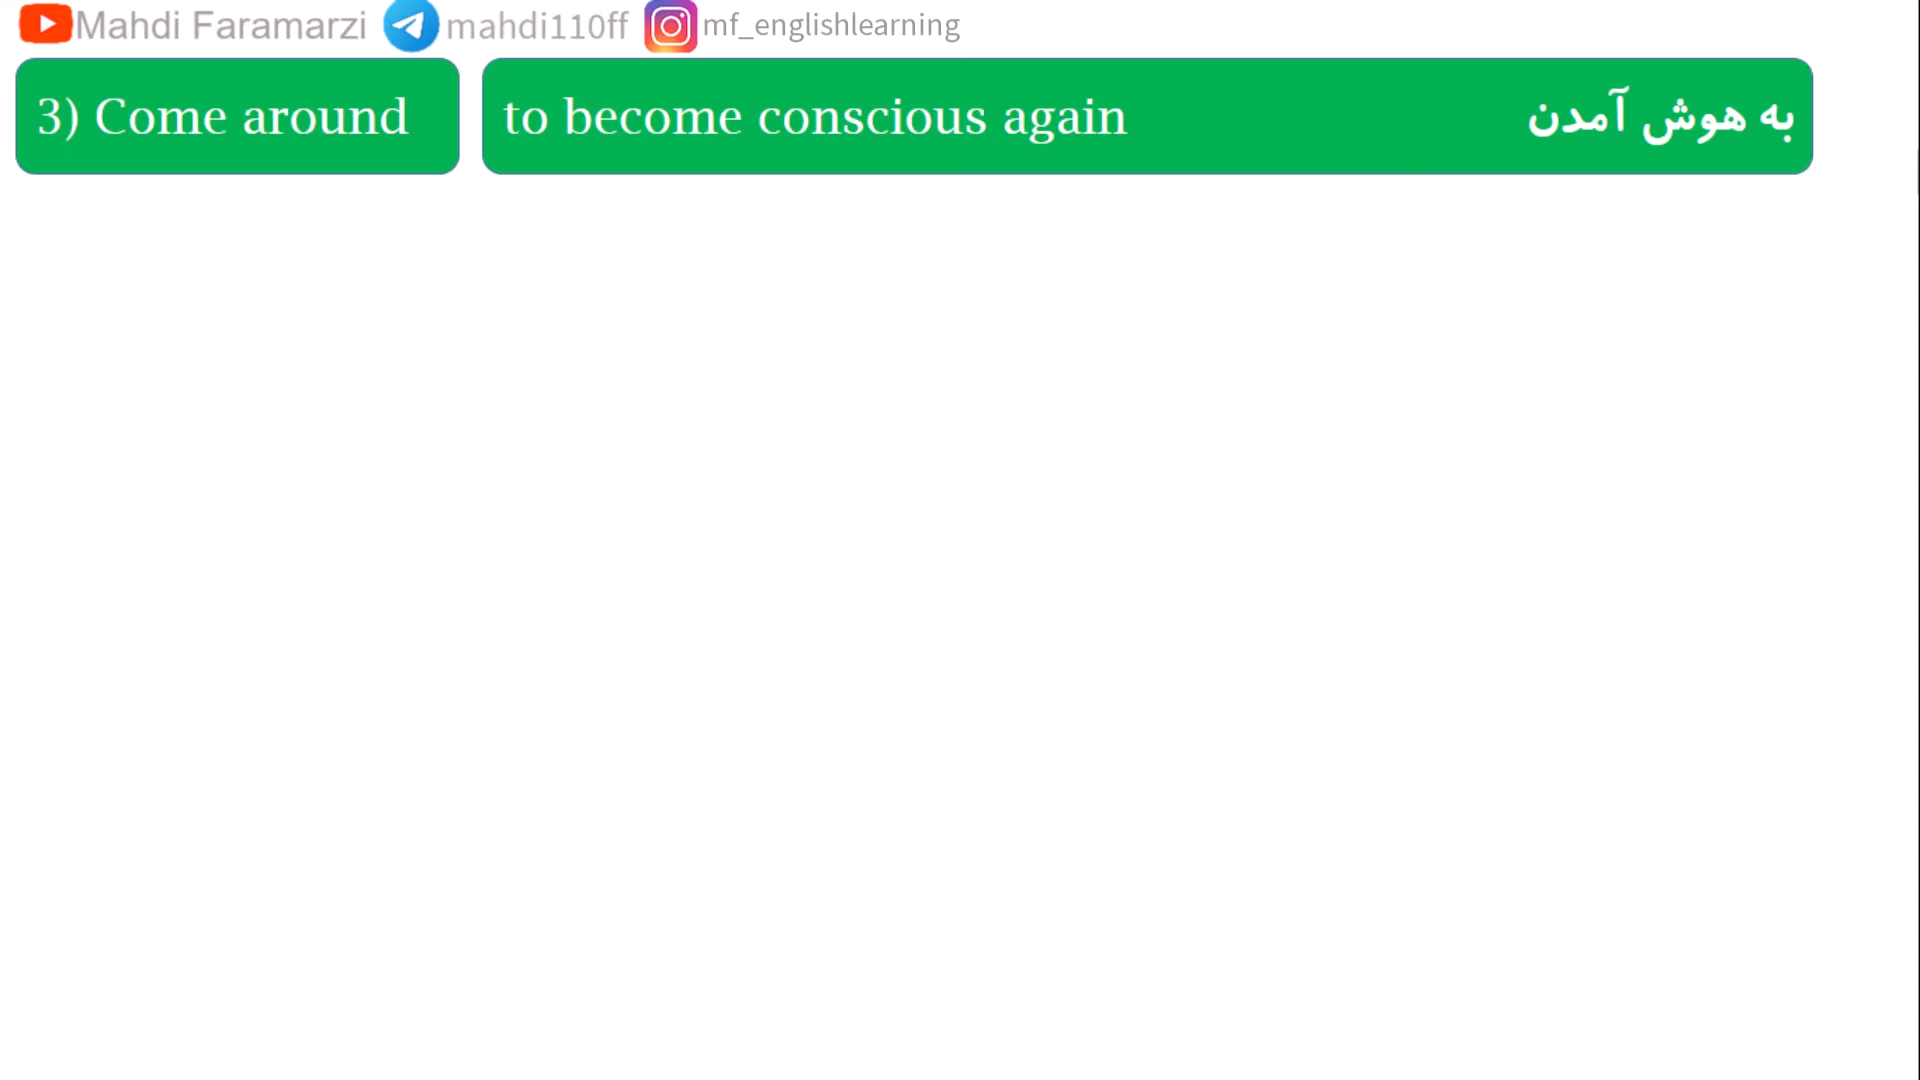 Mahdi Faramarzi mahdi110ff mf_englishlearning
3) Come around to become conscious again به هوش آمدن